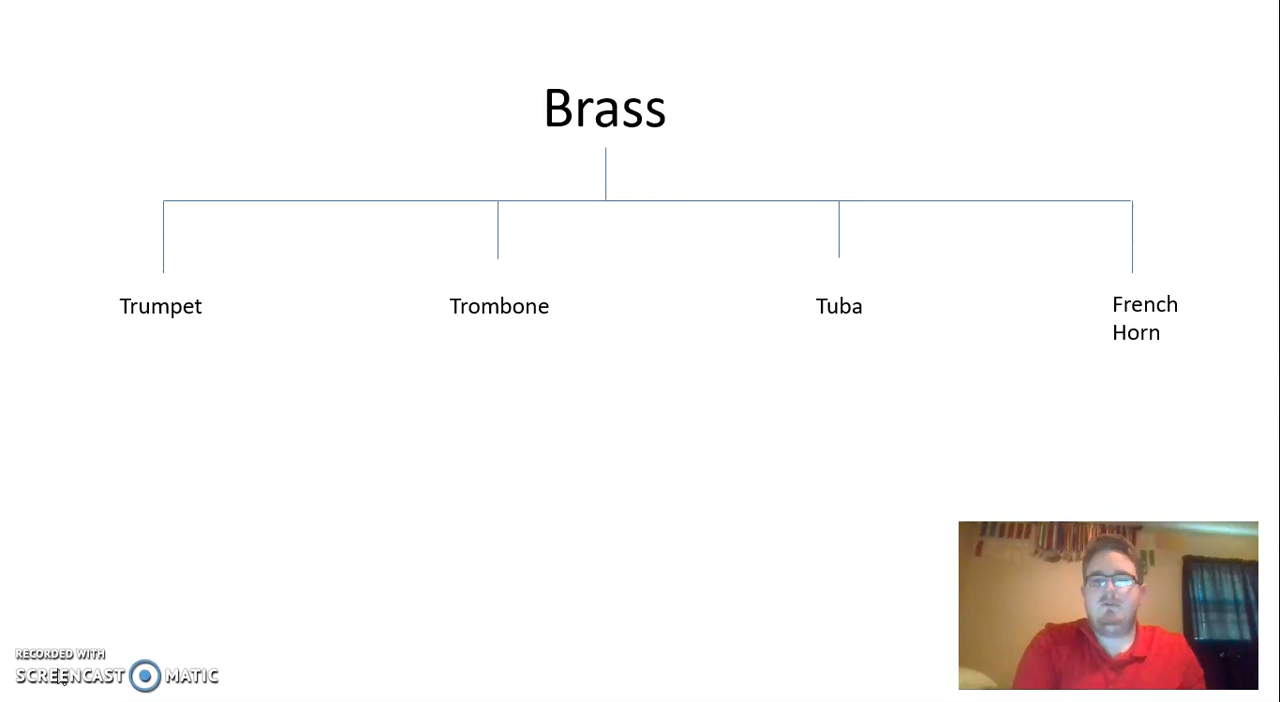 Brass
Trumpet
Trombone
Tuba
French
Horn
RECORDED WITH
SCREENCAST MATIC